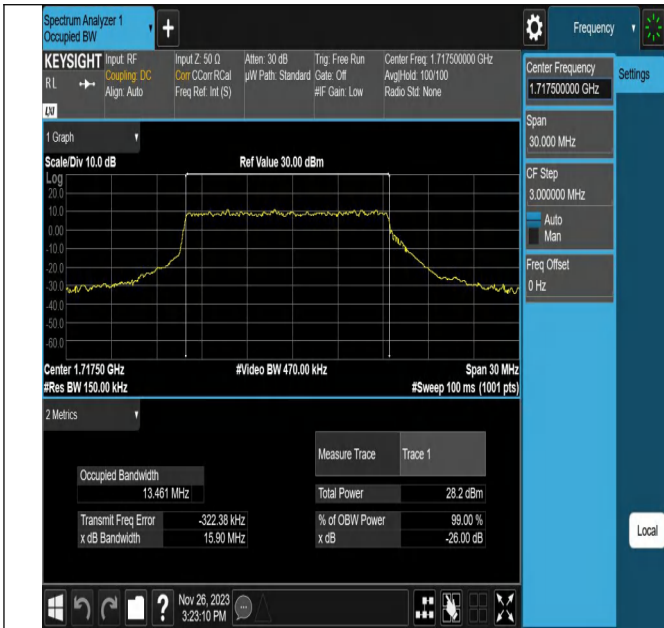 Spectrum Analyzer 1
Occupied BW
Frequency
KEYSIGHT
RL
LXI
Input: RF
Coupling: DC
Align: Auto
Input Z: 50 Ω
Corr CCorr RCal
Freq Ref: Int (S)
Atten: 30 dB
µW Path: Standard
Trig: Free Run
Gate: Off
#IF Gain: Low
Center Freq: 1.717500000 GHz
Avg|Hold: 100/100
Radio Std: None
Center Frequency
1.717500000 GHz
Settings
Span
30.000 MHz
CF Step
3.000000 MHz
Auto
Man
Freq Offset
0 Hz
1 Graph
Scale/Div 10.0 dB
Ref Value 30.00 dBm
Log
20.0
10.0
0.00
-10.0
-20.0
-30.0
-40.0
-50.0
-60.0
Center 1.71750 GHz
#Video BW 470.00 kHz
Span 30 MHz
#Res BW 150.00 kHz
#Sweep 100 ms (1001 pts)
2 Metrics
Measure Trace
Trace 1
Occupied Bandwidth
13.461 MHz
Total Power
28.2 dBm
Transmit Freq Error
-322.38 kHz
% of OBW Power
99.00 %
x dB Bandwidth
15.90 MHz
x dB
-26.00 dB
Local
?
Nov 26, 2023
3:23:10 PM